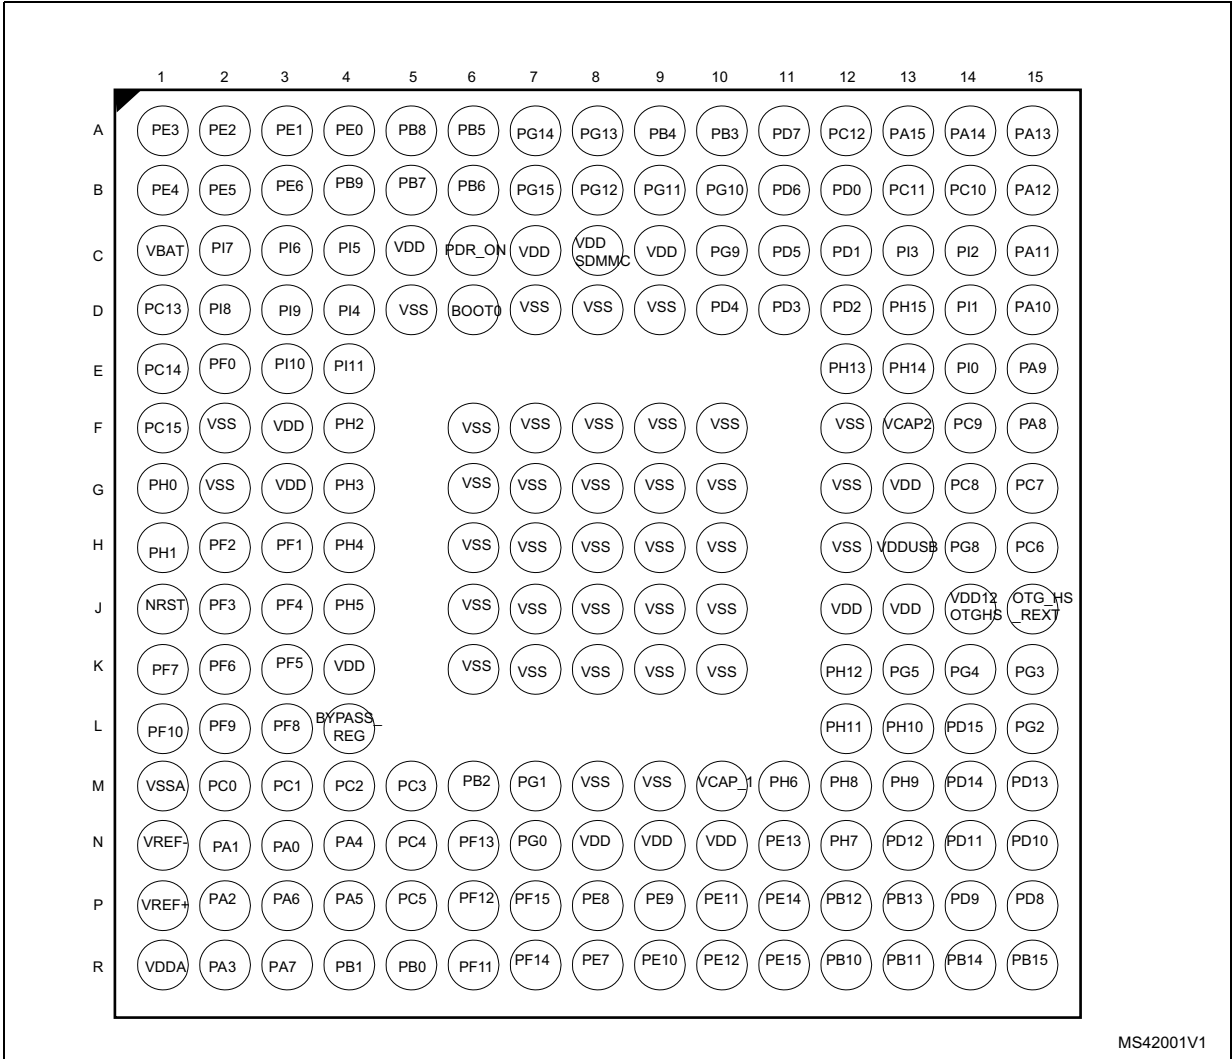 1 2 3 4 5 6 7 8 9 10 11 12 13 14 15
A PE3 PE2 PE1 PE0 PB8 PB5 PG14 PG13 PB4 PB3 PD7 PC12 PA15 PA14 PA13
B PE4 PE5 PE6 PB9 PB7 PB6 PG15 PG12 PG11 PG10 PD6 PD0 PC11 PC10 PA12
C VBAT PI7 PI6 PI5 VDD PDR_ON VDD VDD SDMMC VDD PG9 PD5 PD1 PI3 PI2 PA11
D PC13 PI8 PI9 PI4 VSS BOOT0 VSS VSS VSS PD4 PD3 PD2 PH15 PI1 PA10
E PC14 PF0 PI10 PI11 PH13 PH14 PI0 PA9
F PC15 VSS VDD PH2 VSS VSS VSS VSS VSS VSS VCAP2 PC9 PA8
G PH0 VSS VDD PH3 VSS VSS VSS VSS VSS VSS VDD PC8 PC7
H PH1 PF2 PF1 PH4 VSS VSS VSS VSS VSS VSS VDDUSB PG8 PC6
J NRST PF3 PF4 PH5 VSS VSS VSS VSS VSS VDD VDD VDD12 OTGHS OTG_HS _REXT
K PF7 PF6 PF5 VDD VSS VSS VSS VSS VSS PH12 PG5 PG4 PG3
L PF10 PF9 PF8 BYPASS_ REG PH11 PH10 PD15 PG2
M VSSA PC0 PC1 PC2 PC3 PB2 PG1 VSS VSS VCAP_1 PH6 PH8 PH9 PD14 PD13
N VREF- PA1 PA0 PA4 PC4 PF13 PG0 VDD VDD VDD PE13 PH7 PD12 PD11 PD10
P VREF+ PA2 PA6 PA5 PC5 PF12 PF15 PE8 PE9 PE11 PE14 PB12 PB13 PD9 PD8
R VDDA PA3 PA7 PB1 PB0 PF11 PF14 PE7 PE10 PE12 PE15 PB10 PB11 PB14 PB15
MS42001V1